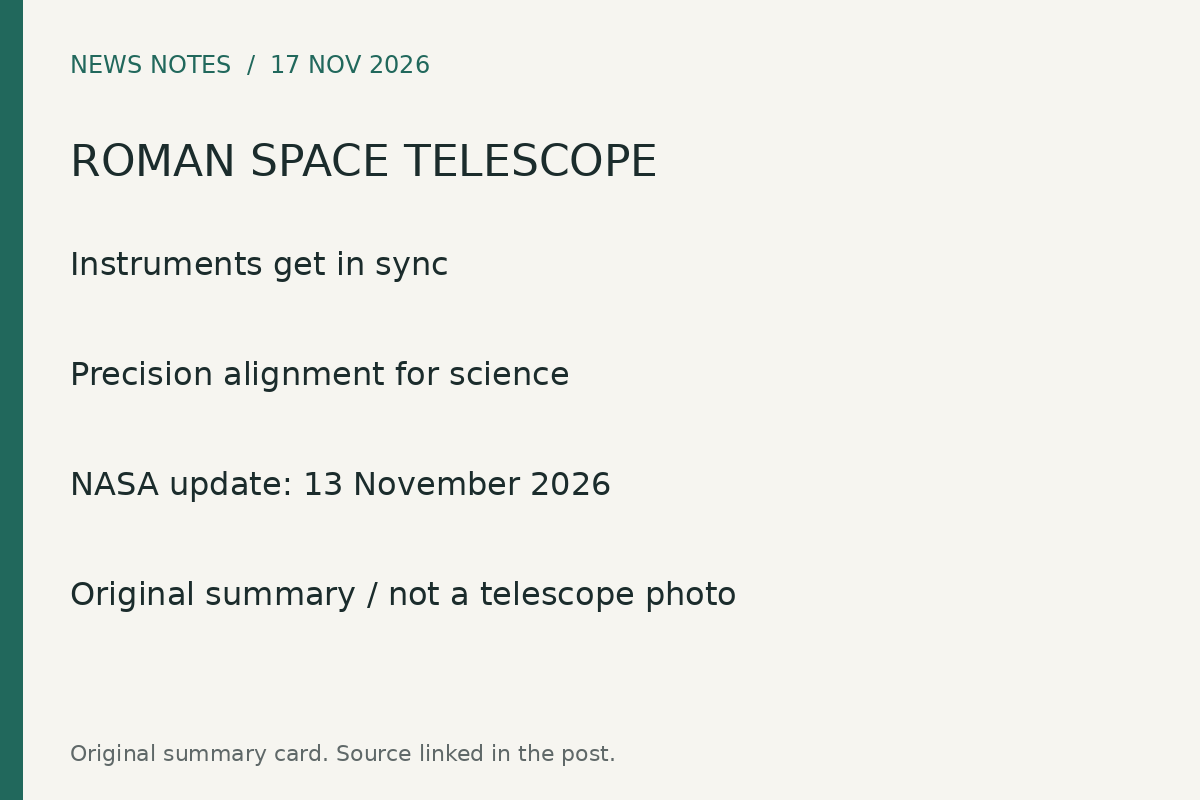 NEWS NOTES / 17 NOV 2026
ROMAN SPACE TELESCOPE
Instruments get in sync
Precision alignment for science
NASA update: 13 November 2026
Original summary / not a telescope photo
Original summary card. Source linked in the post.